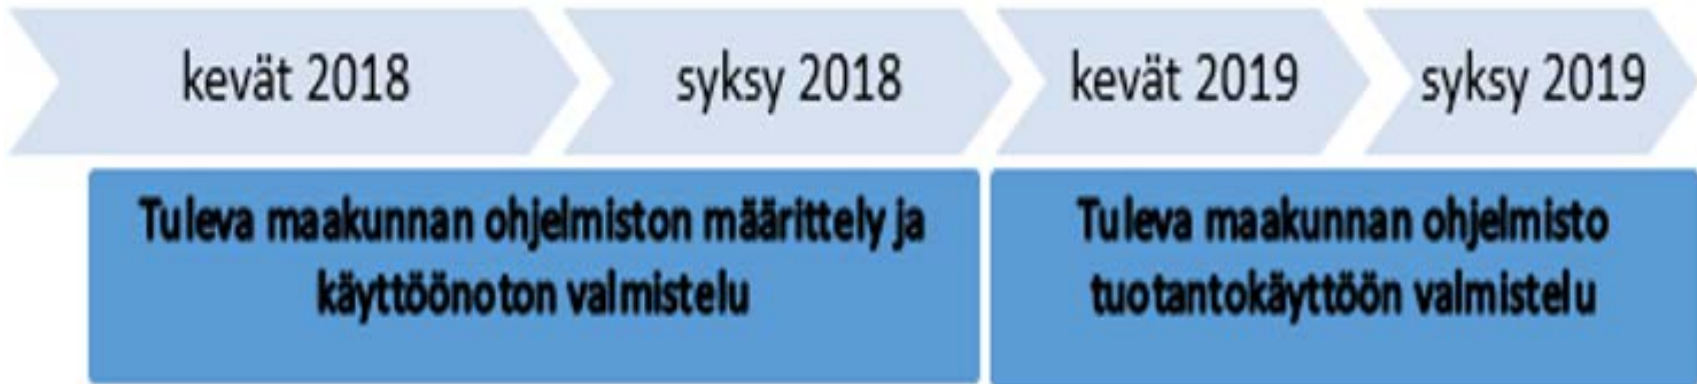 kevät 2018
syksy 2018
kevät 2019
syksy 2019
Tuleva maakunnan ohjelmiston määrittely ja
käyttöönoton valmistelu
Tuleva maakunnan ohjelmisto
tuotantokäyttöön valmistelu